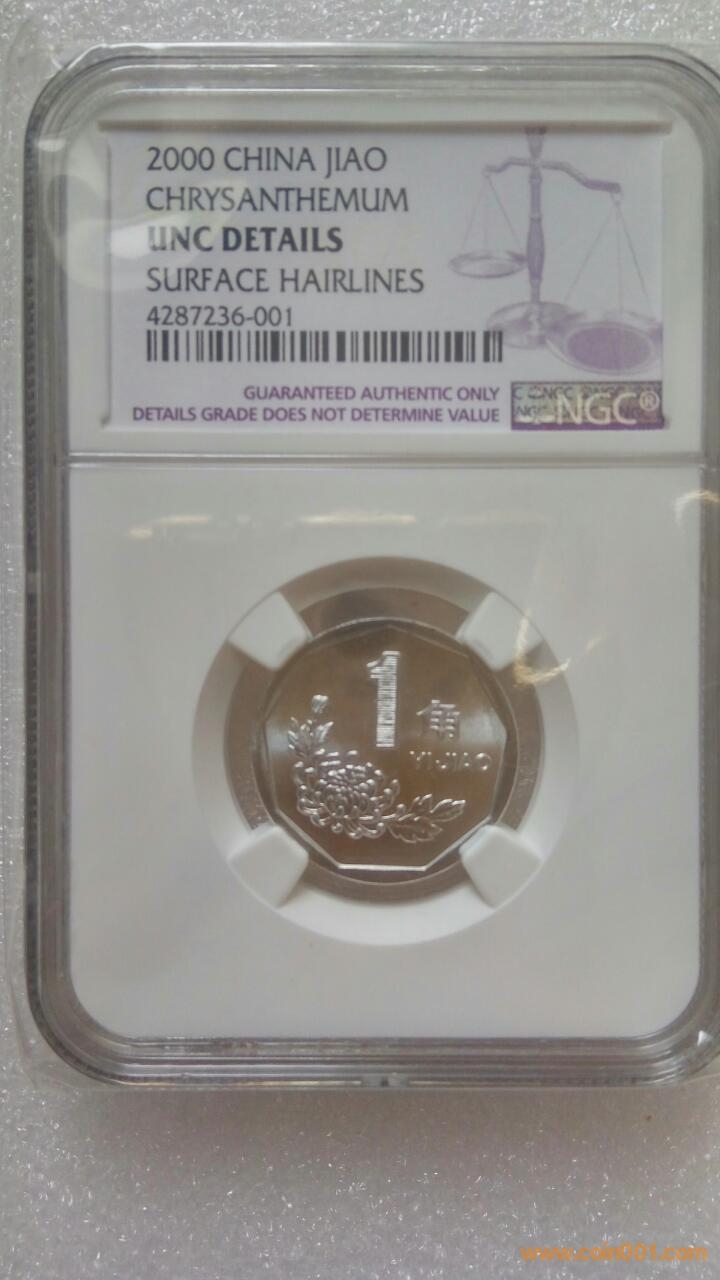 2000 CHINA JIAO
CHRYSANTHEMUM
UNC DETAILS
SURFACE HAIRLINES
4287236-001
GUARANTEED AUTHENTIC ONLY
DETAILS GRADE DOES NOT DETERMINE VALUE
NGC®
1角
YI JIAO
www.coin001.com